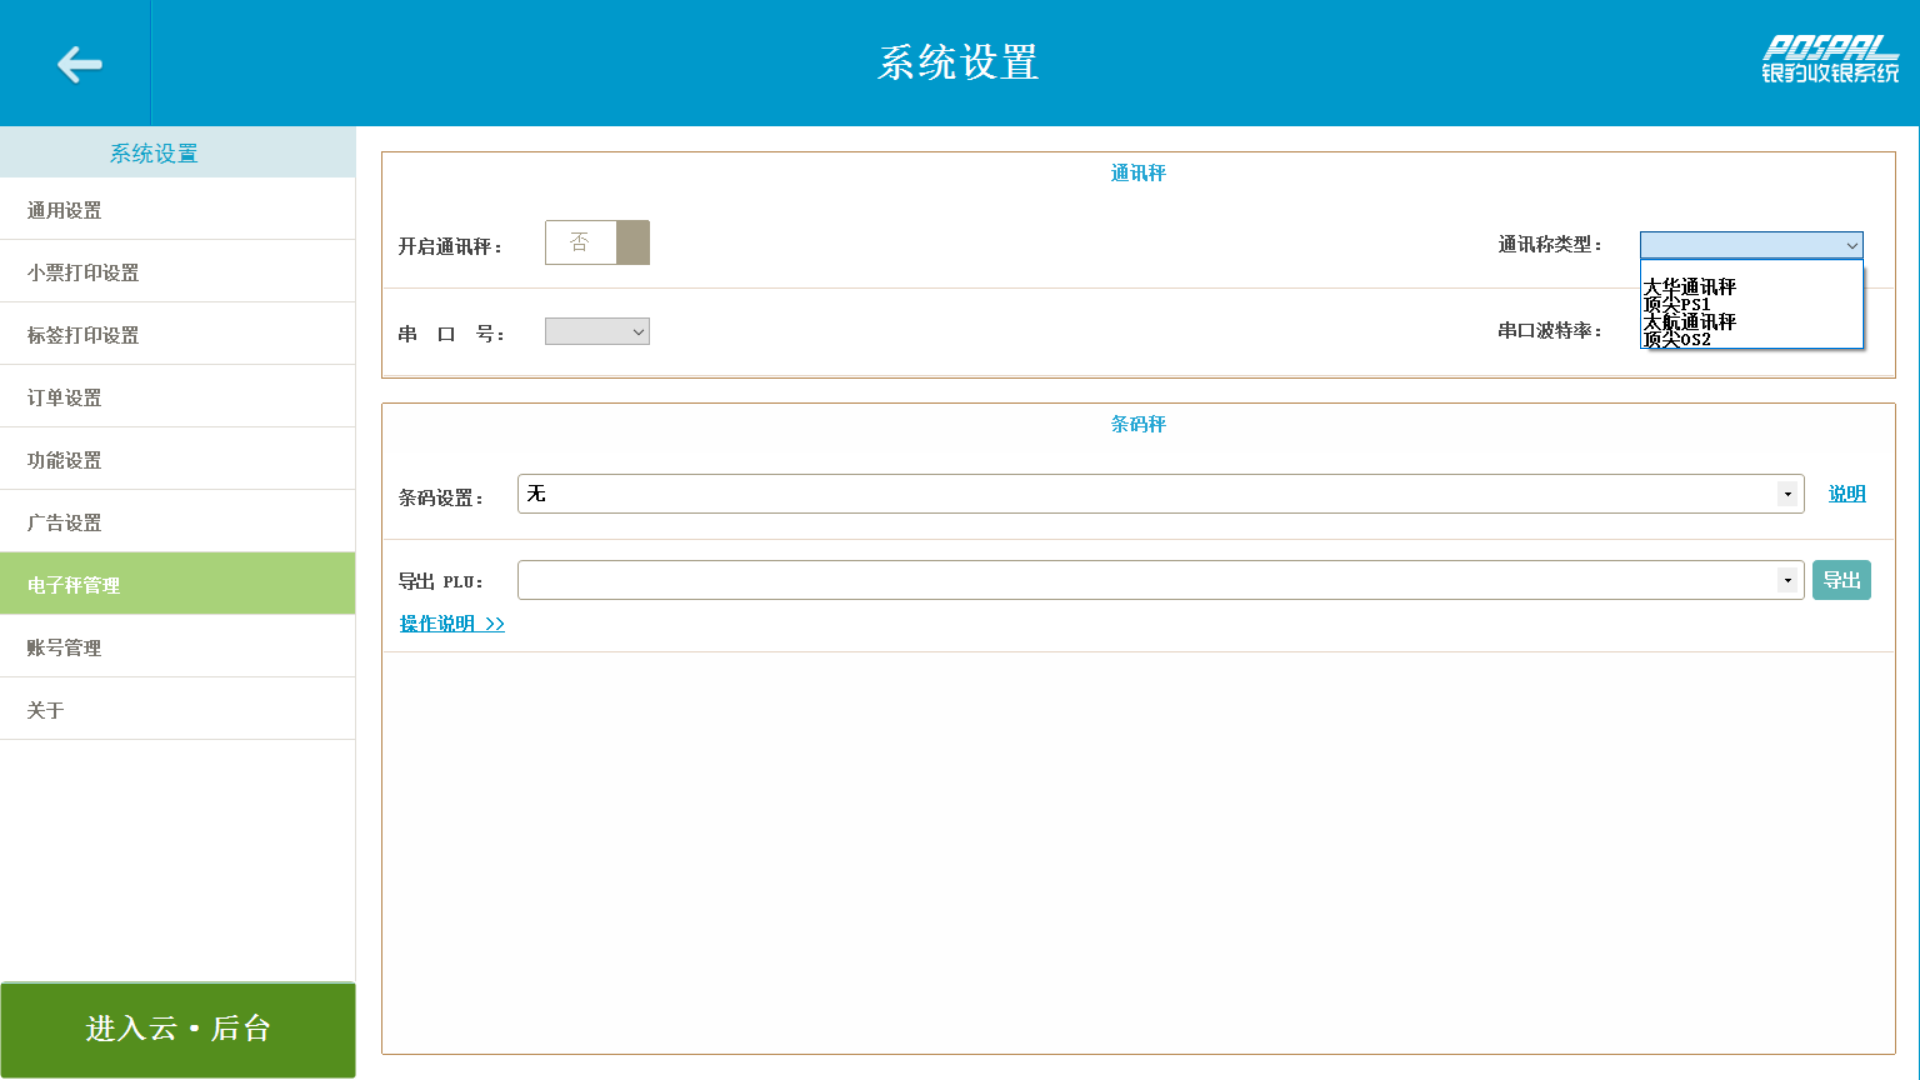 系统设置
POSPAL
银豹收银系统
系统设置
通用设置
小票打印设置
标签打印设置
订单设置
功能设置
广告设置
电子秤管理
账号管理
关于
进入云·后台
通讯秤
开启通讯秤：
否
通讯称类型：
大华通讯秤
顶尖PS1
太航通讯秤
顶尖OS2
串 口 号：
串口波特率：
条码秤
条码设置：
无
说明
导出 PLU：
导出
操作说明 >>